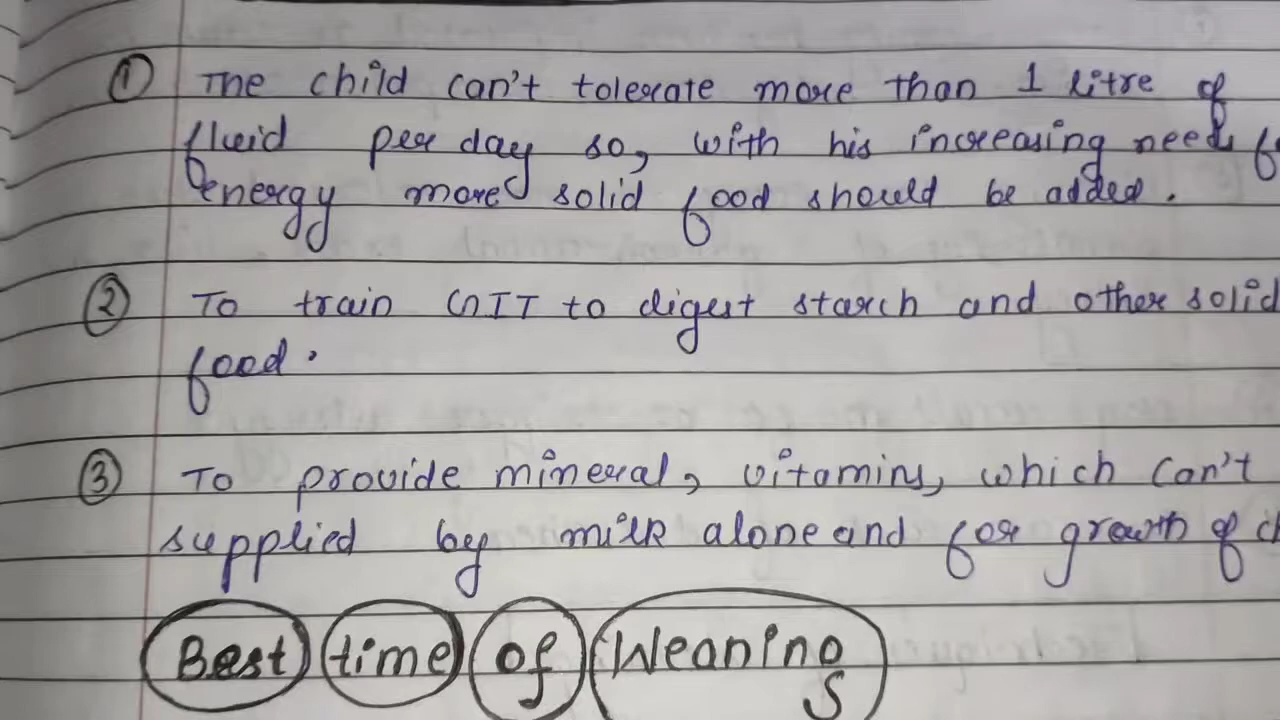 ① The child can't tolerate more than 1 litre of
fluid per day so, with his increasing needs
energy more solid food should be added.
② To train GIT to digest starch and other solid
food.
③ To provide mineral, vitamins, which can't
supplied by milk alone and for growth of
Best time of Weaning